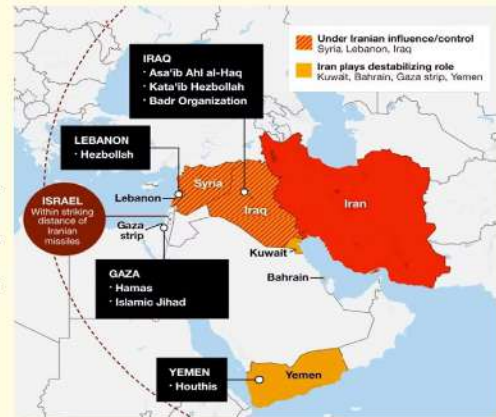 Under Iranian influence/control
Syria, Lebanon, Iraq
Iran plays destabilizing role
Kuwait, Bahrain, Gaza strip, Yemen
IRAQ
· Asa'ib Ahl al-Haq
· Kata'ib Hezbollah
· Badr Organization
LEBANON
· Hezbollah
Syria
Lebanon
Iraq
Iran
ISRAEL
Within striking
distance of
Iranian
missiles
Gaza
strip
Kuwait
Bahrain
GAZA
· Hamas
· Islamic Jihad
YEMEN
· Houthis
Yemen